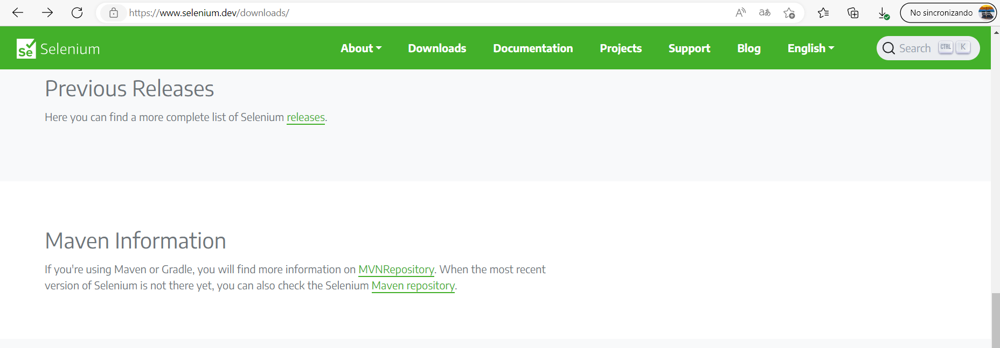 https://www.selenium.dev/downloads/
A
aあ
No sincronizando
Se Selenium
About
Downloads
Documentation
Projects
Support
Blog
English
Search CTRL K
Previous Releases
Here you can find a more complete list of Selenium releases.
Maven Information
If you're using Maven or Gradle, you will find more information on MVNRepository. When the most recent
version of Selenium is not there yet, you can also check the Selenium Maven repository.